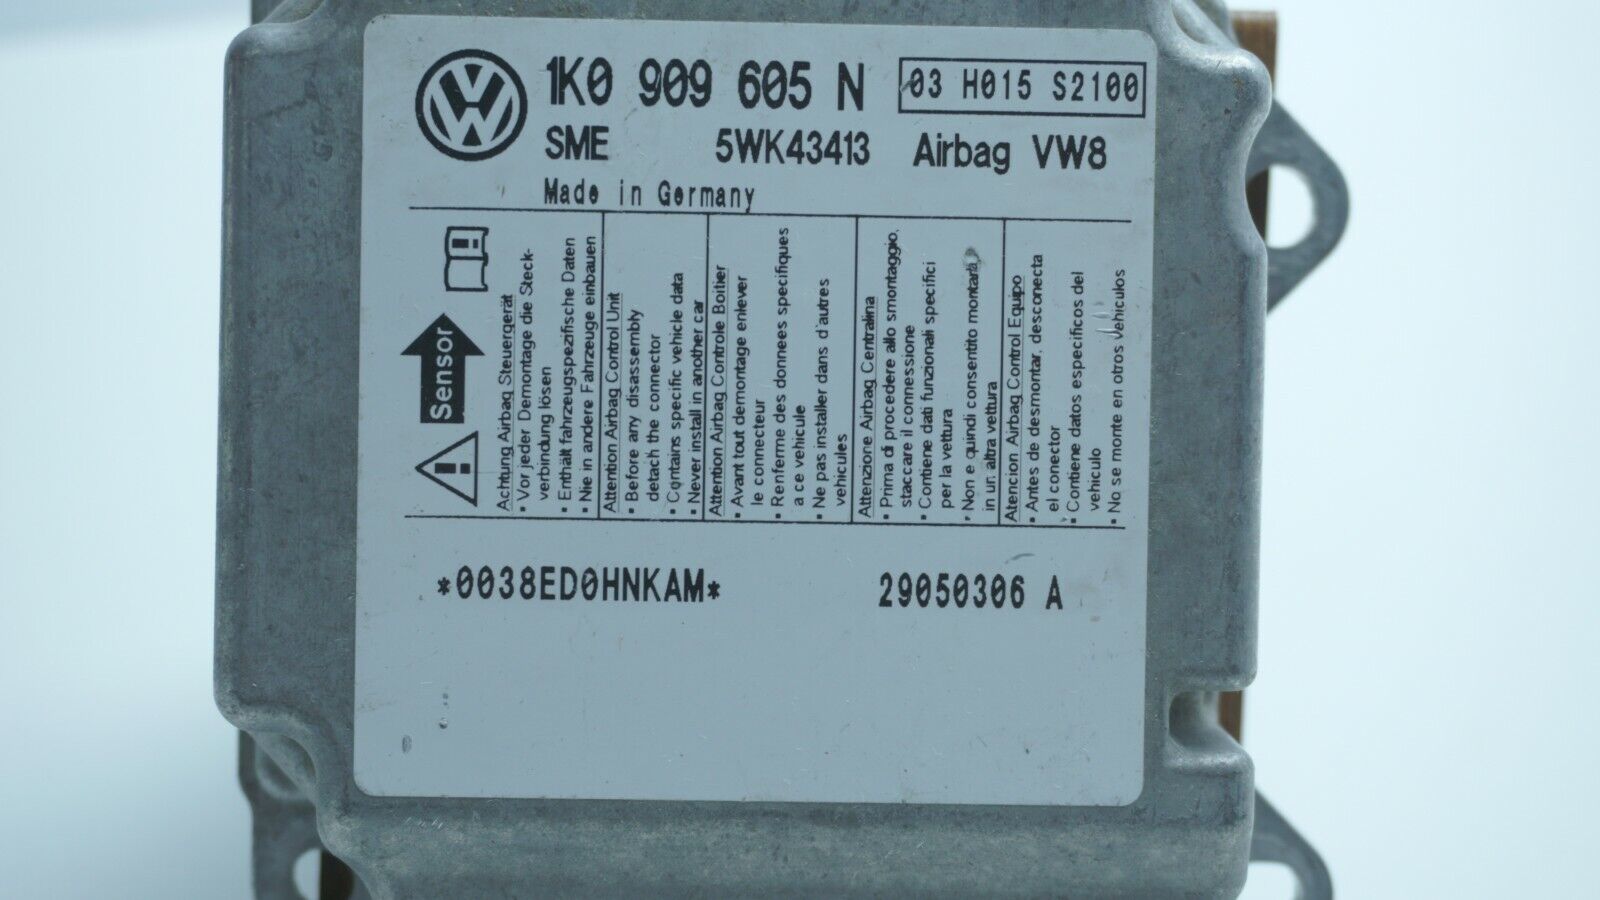 1K0 909 605 N
03 H015 S2100
SME 5WK43413 Airbag VW8
Made in Germany
Sensor
Achtung Airbag Steuergerät
• Vor jeder Demontage die Steck-
verbindung lösen
• Enthält fahrzeugspezifische Daten
• Nie in andere Fahrzeuge einbauen
Attention Airbag Control Unit
• Before any disassembly
detach the connector
• Contains specific vehicle data
• Never install in another car
Attention Airbag Controle Boitier
• Avant tout demontage enlever
le connecteur
• Renferme des donnees specifiques
a ce vehicule
• Ne pas installer dans d'autres
vehicules
Attenzione Airbag Centralina
• Prima di procedere allo smontaggio,
staccare il connessione
• Contiene dati funzionali specifici
per la vettura
• Non e quindi consentito montarla
in un altra vettura
Atencion Airbag Control Equipo
• Antes de desmontar, desconecta
el conector
• Contiene datos especificos del
vehiculo
• No se monte en otros vehiculos
*0038ED0HNKAM* 29050306 A